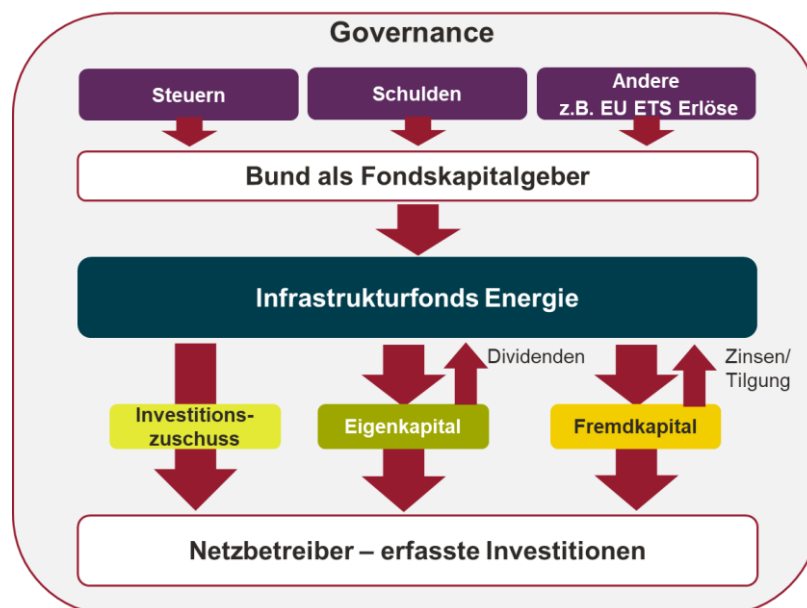 Governance
Steuern
Schulden
Andere
z.B. EU ETS Erlöse
Bund als Fondskapitalgeber
Infrastrukturfonds Energie
Dividenden
Zinsen/
Tilgung
Investitions-
zuschuss
Eigenkapital
Fremdkapital
Netzbetreiber – erfasste Investitionen